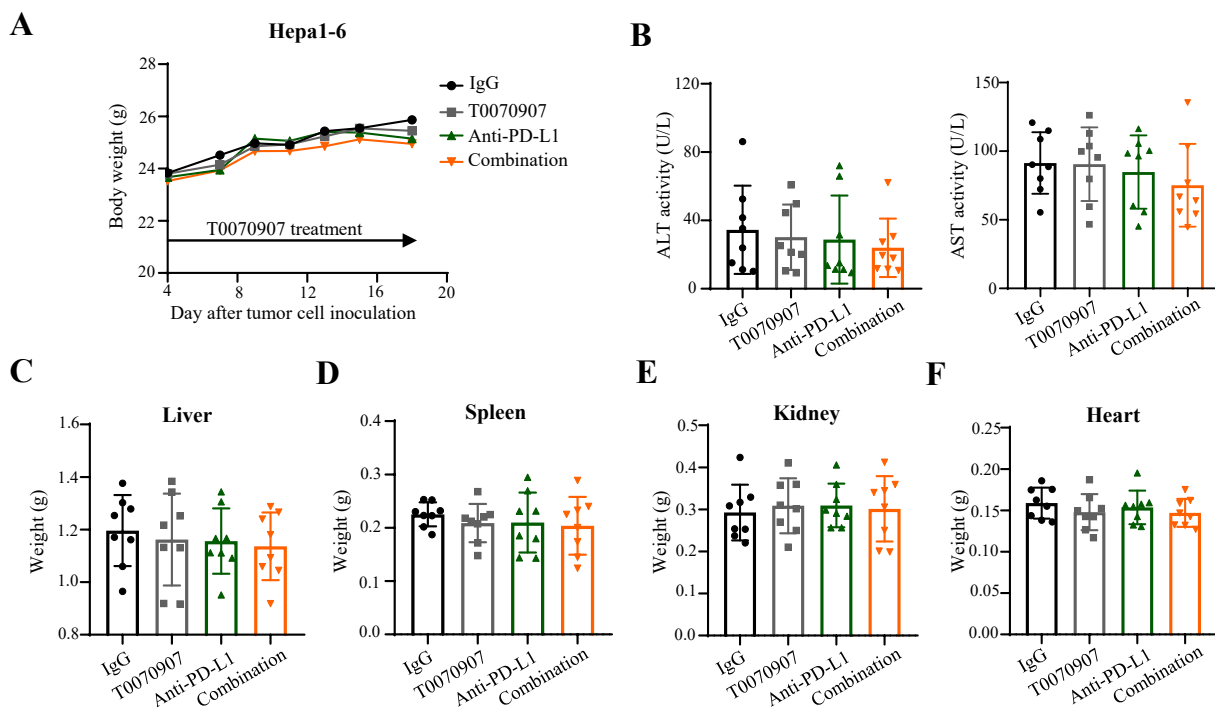 A
Hepa1-6
Body weight (g)
28
26
24
22
20
4
8
12
16
20
T0070907 treatment
Day after tumor cell inoculation
IgG
T0070907
Anti-PD-L1
Combination
B
ALT activity (U/L)
120
80
40
0
IgG
T0070907
Anti-PD-L1
Combination
AST activity (U/L)
150
100
50
0
IgG
T0070907
Anti-PD-L1
Combination
C
Liver
Weight (g)
1.6
1.4
1.2
1.0
0.8
IgG
T0070907
Anti-PD-L1
Combination
D
Spleen
Weight (g)
0.4
0.3
0.2
0.1
0.0
IgG
T0070907
Anti-PD-L1
Combination
E
Kidney
Weight (g)
0.5
0.4
0.3
0.2
0.1
0.0
IgG
T0070907
Anti-PD-L1
Combination
F
Heart
Weight (g)
0.25
0.20
0.15
0.10
0.05
0.00
IgG
T0070907
Anti-PD-L1
Combination